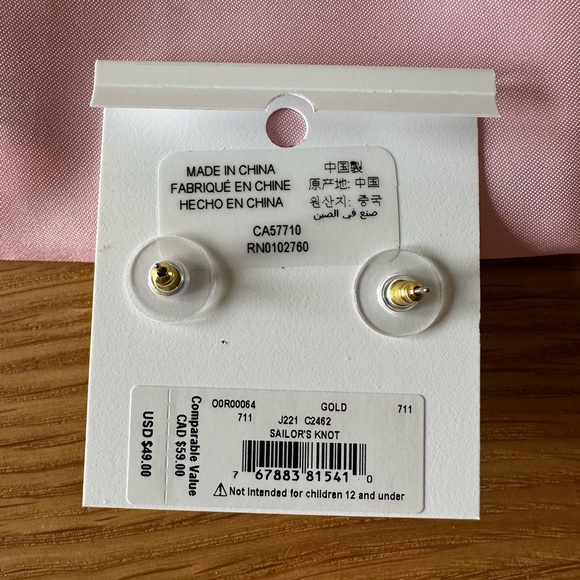 MADE IN CHINA
FABRIQUÉ EN CHINE
HECHO EN CHINA
中国製
原产地: 中国
원산지: 중국
صنع في الصين
CA57710
RN0102760
O0R00064 GOLD 711
711 J221 C2462
SAILOR'S KNOT
7 67883 81541 0
⚠ Not Intended for children 12 and under
Comparable Value
CAD $59.00
USD $49.00